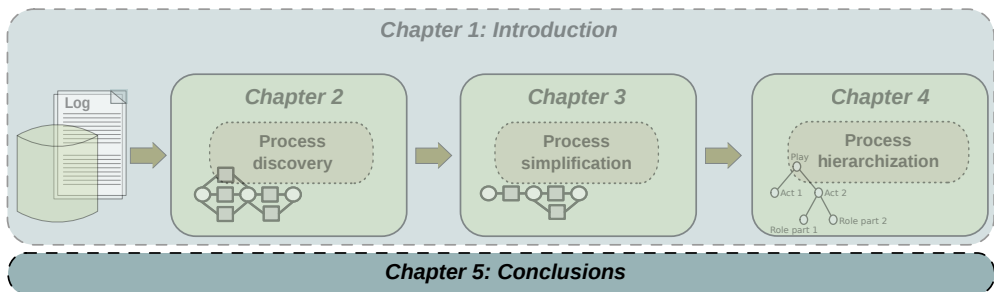 Chapter 1: Introduction
Log
Chapter 2
Process
discovery
Chapter 3
Process
simplification
Chapter 4
Process
hierarchization
Play
Act 1
Act 2
Role part 1
Role part 2
Chapter 5: Conclusions